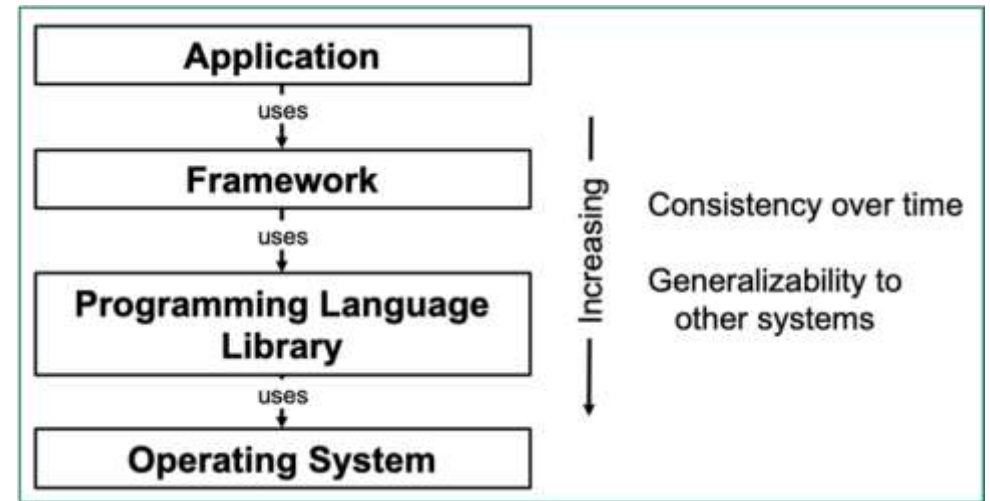 Application
uses
Framework
uses
Programming Language
Library
uses
Operating System
Increasing
Consistency over time
Generalizability to
other systems